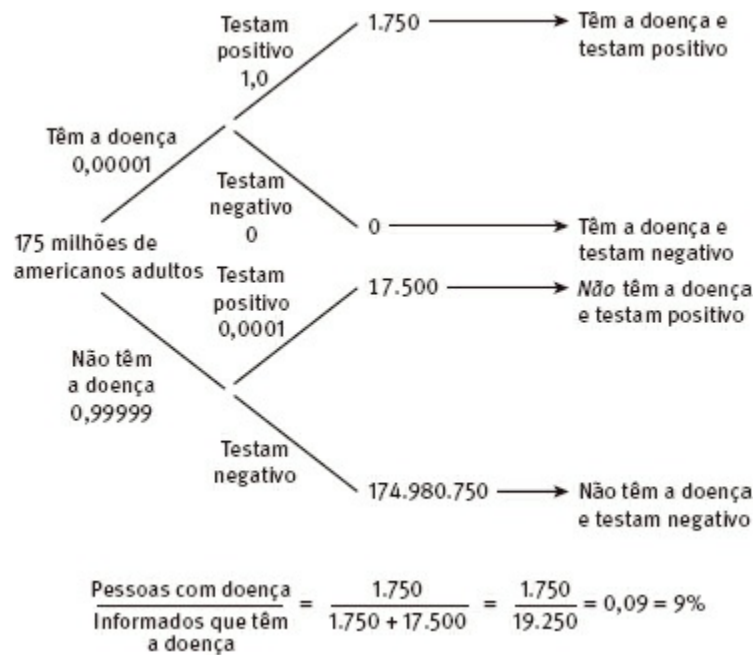 Testam
positivo
1,0
1.750
Têm a doença e
testam positivo
Têm a doença
0,00001
Testam
negativo
0
0
Têm a doença e
testam negativo
175 milhões de
americanos adultos
Testam
positivo
0,0001
17.500
Não têm a doença
e testam positivo
Não têm
a doença
0,99999
Testam
negativo
174.980.750
Não têm a doença
e testam negativo
Pessoas com doença
Informados que têm
a doença
= 1.750 / 1.750 + 17.500 = 1.750 / 19.250 = 0,09 = 9%